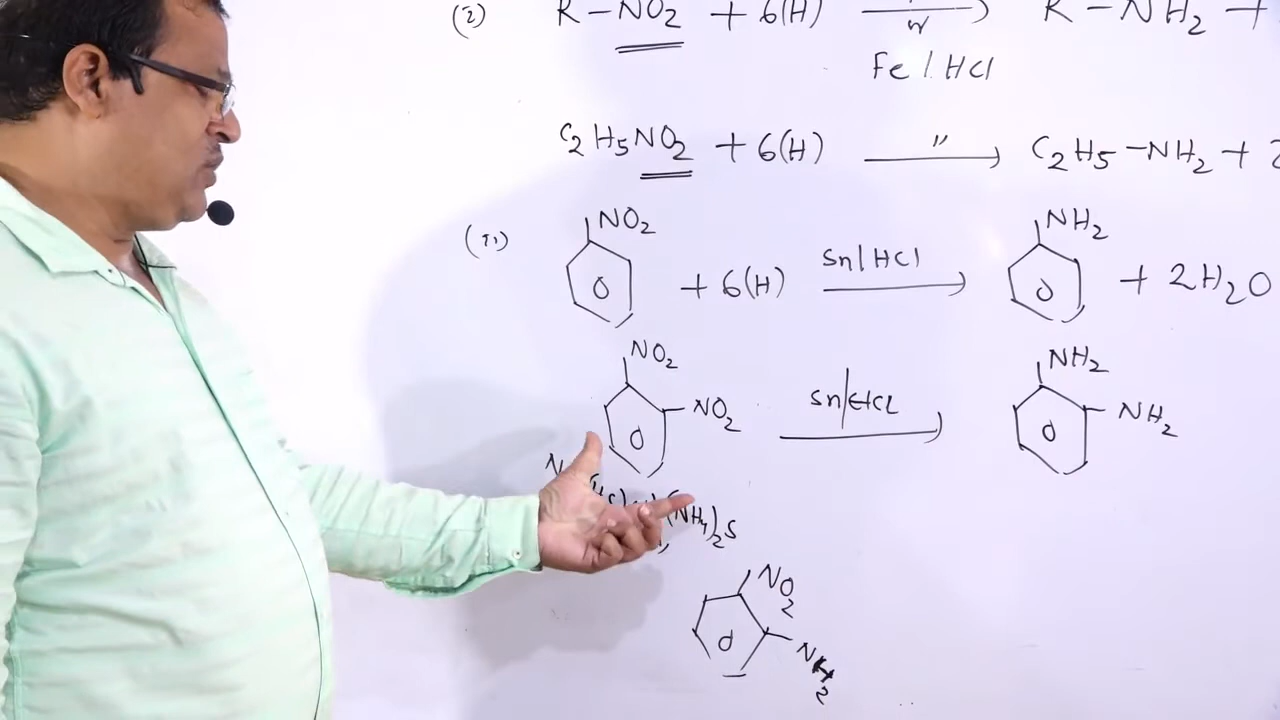 (2) R-NO2 + 6(H) → R-NH2 +
Fe / HCl
C2H5NO2 + 6(H) → C2H5-NH2 + 2
(ii) NO2 NH2
+ 6(H) Sn/HCl → + 2H2O
NO2 NH2
NO2 Sn/HCl → NH2
(NH4)2S
NO2
NH2